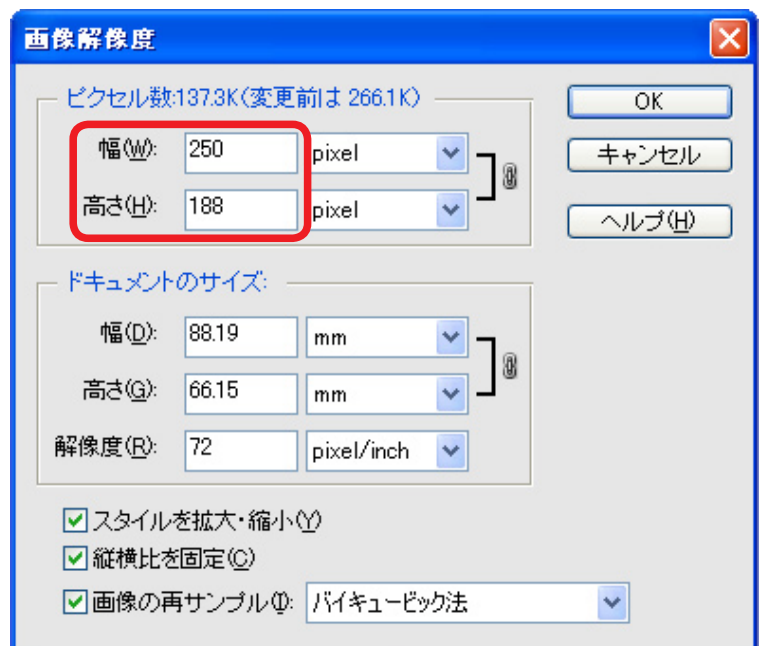 画像解像度
ピクセル数:137.3K(変更前は 266.1K)
幅(W): 250 pixel
高さ(H): 188 pixel
OK
キャンセル
ヘルプ(H)
ドキュメントのサイズ:
幅(D): 88.19 mm
高さ(G): 66.15 mm
解像度(R): 72 pixel/inch
スタイルを拡大・縮小(Y)
縦横比を固定(C)
画像の再サンプル(I): バイキュービック法